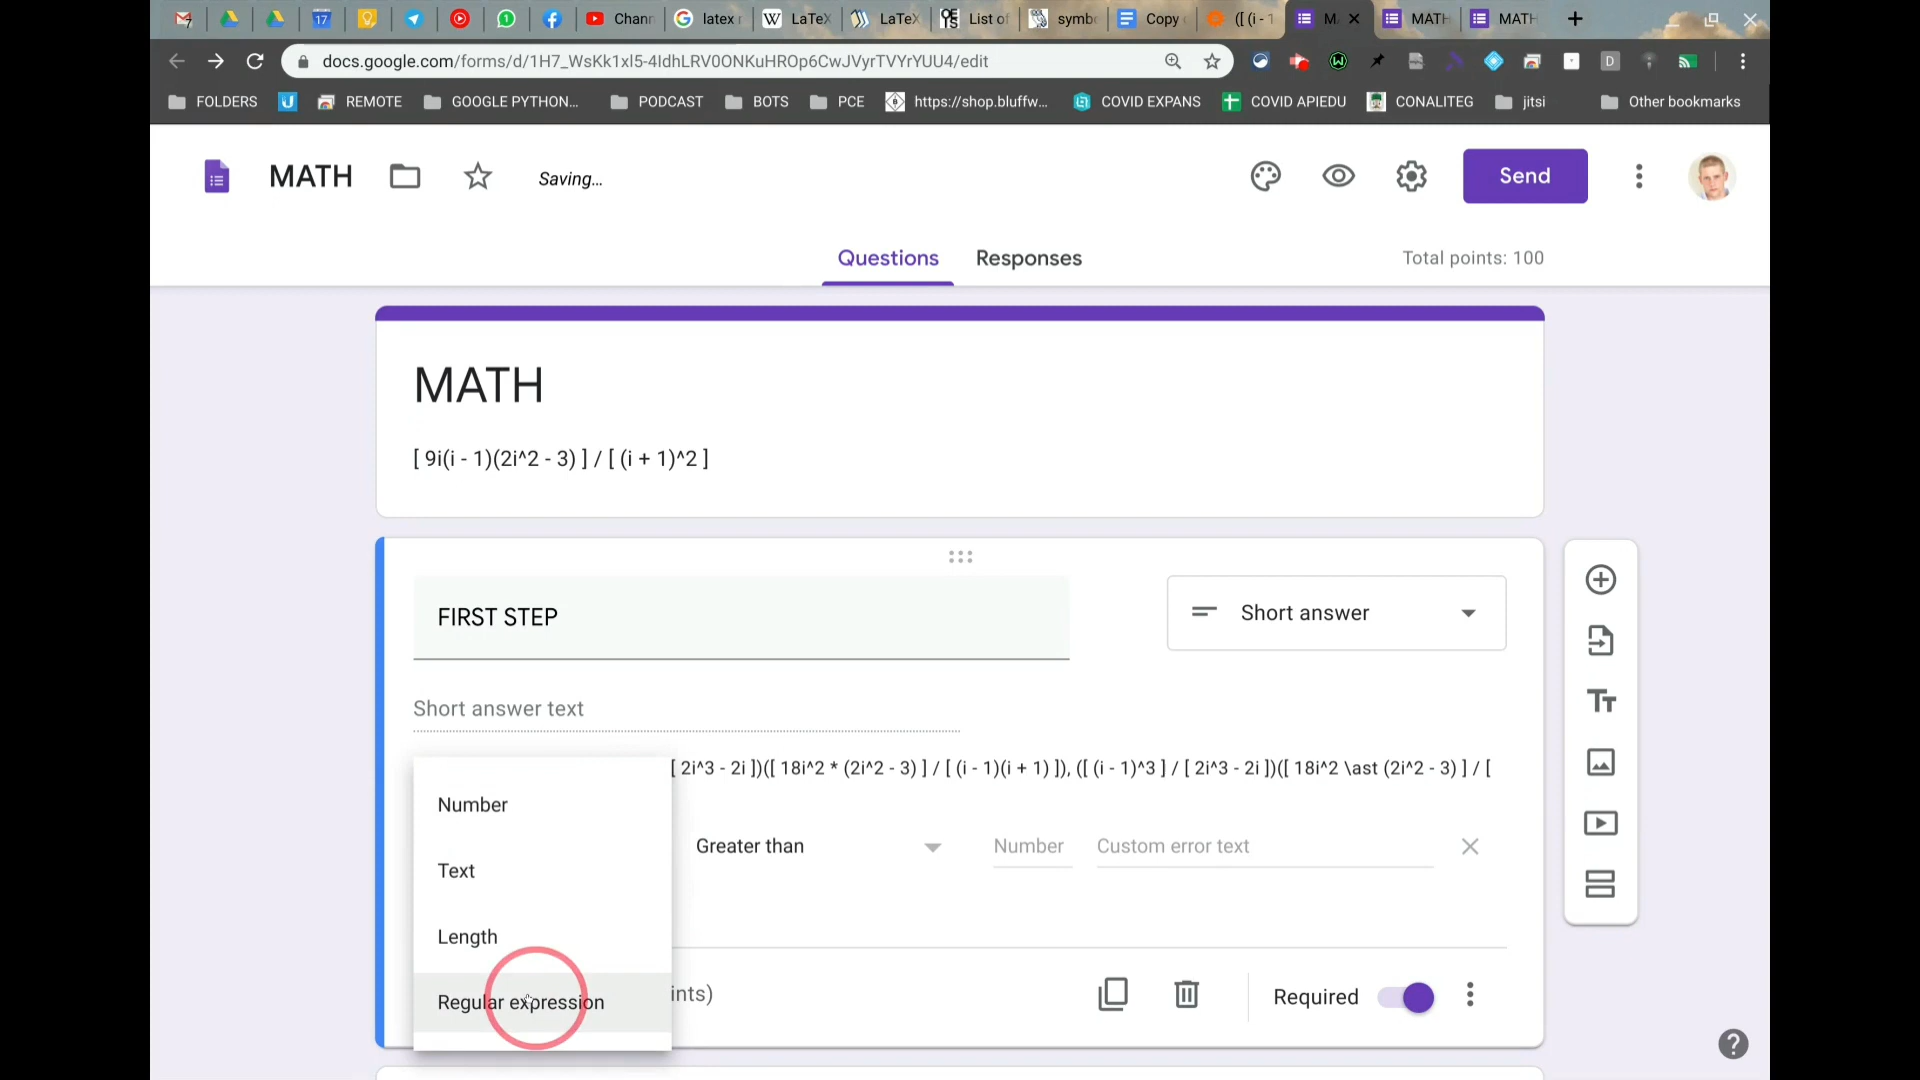 17
Chann
latex r
LaTeX
LaTeX
List of
symbo
Copy
([ (i - 1
M
MATH
MATH
docs.google.com/forms/d/1H7_WsKk1xI5-4IdhLRV0ONKuHROp6CwJVyrTVYrYUU4/edit
FOLDERS
REMOTE
GOOGLE PYTHON...
PODCAST
BOTS
PCE
https://shop.bluffw...
COVID EXPANS
COVID APIEDU
CONALITEG
jitsi
Other bookmarks
MATH
Saving...
Send
Questions
Responses
Total points: 100
MATH
[ 9i(i - 1)(2i^2 - 3) ] / [ (i + 1)^2 ]
FIRST STEP
Short answer
Short answer text
[ 2i^3 - 2i ])([ 18i^2 * (2i^2 - 3) ] / [ (i - 1)(i + 1) ]), ([ (i - 1)^3 ] / [ 2i^3 - 2i ])([ 18i^2 \ast (2i^2 - 3) ] / [
Number
Greater than
Number
Custom error text
Text
Length
Regular expression
ints)
Required